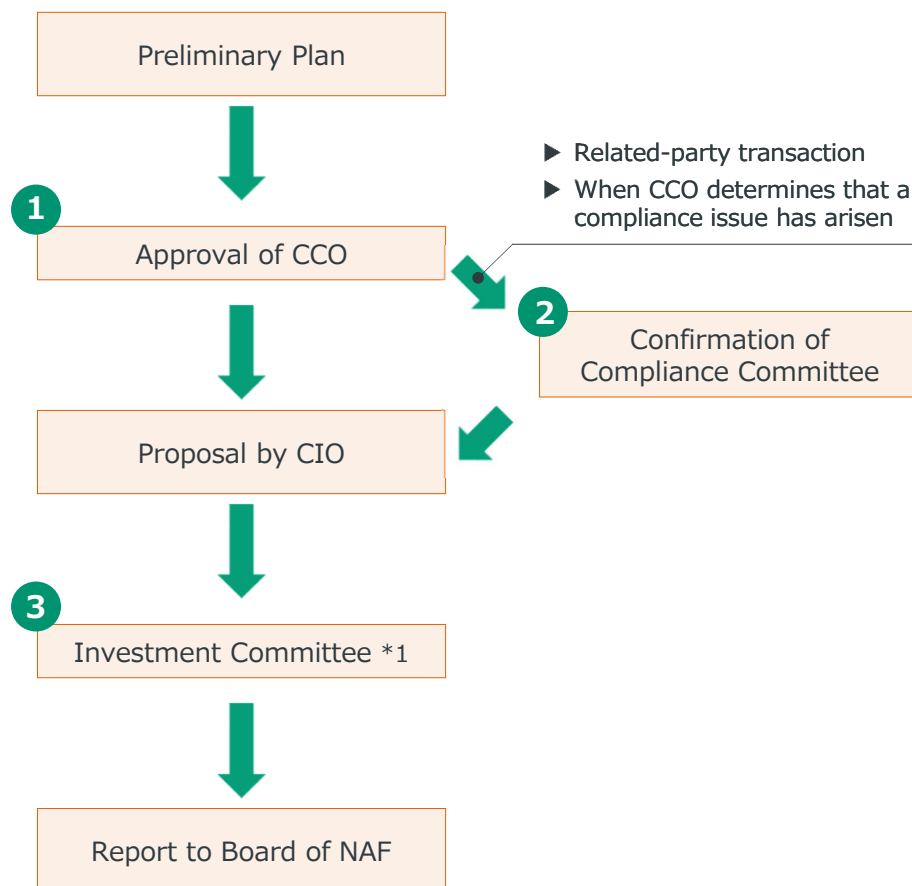 Preliminary Plan
▶ Related-party transaction
▶ When CCO determines that a
compliance issue has arisen
1
Approval of CCO
2
Confirmation of
Compliance Committee
Proposal by CIO
3
Investment Committee *1
Report to Board of NAF